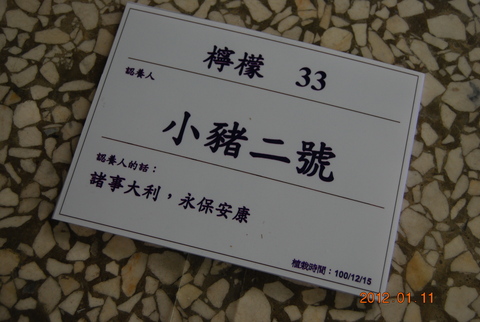 檸檬 33
認養人
小豬二號
認養人的話：
諸事大利，永保安康
植栽時間：100/12/15
2012 01 11